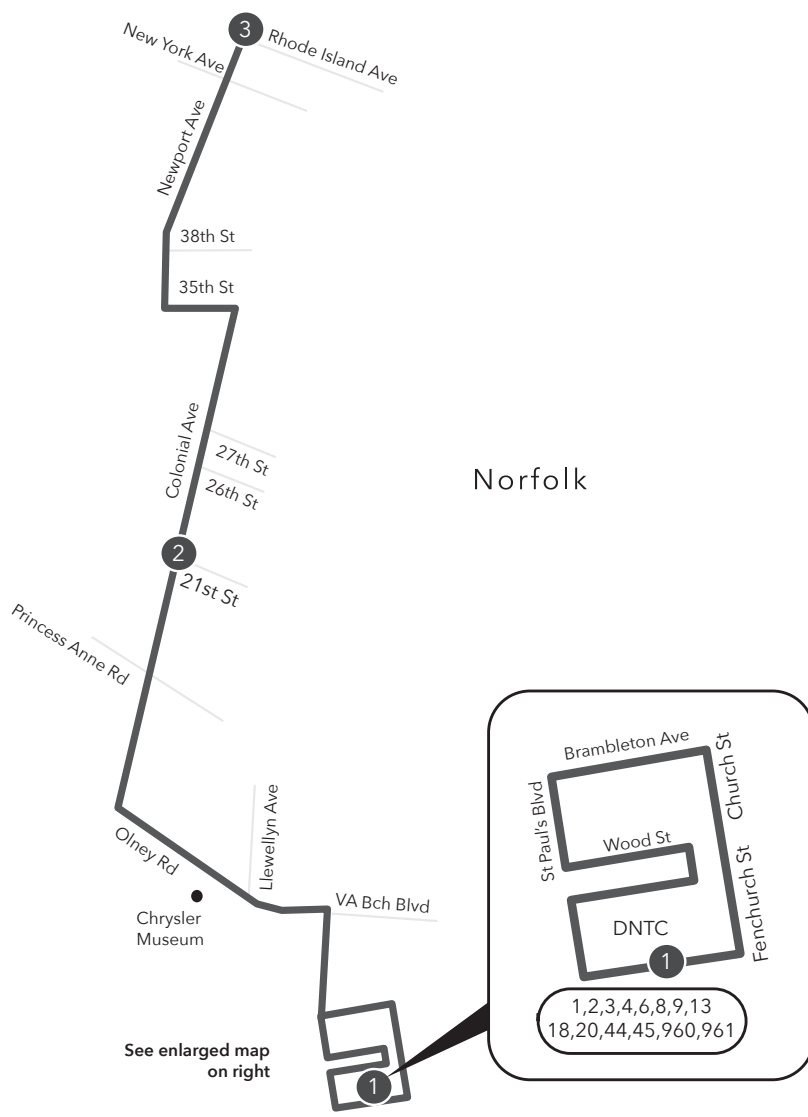 3
Rhode Island Ave
New York Ave
Newport Ave
38th St
35th St
Colonial Ave
27th St
26th St
Norfolk
2
21st St
Princess Anne Rd
Olney Rd
Llewellyn Ave
VA Bch Blvd
Chrysler
Museum
See enlarged map
on right
1
Brambleton Ave
Church St
St Paul's Blvd
Wood St
Fenchurch St
DNTC
1
1,2,3,4,6,8,9,13
18,20,44,45,960,961